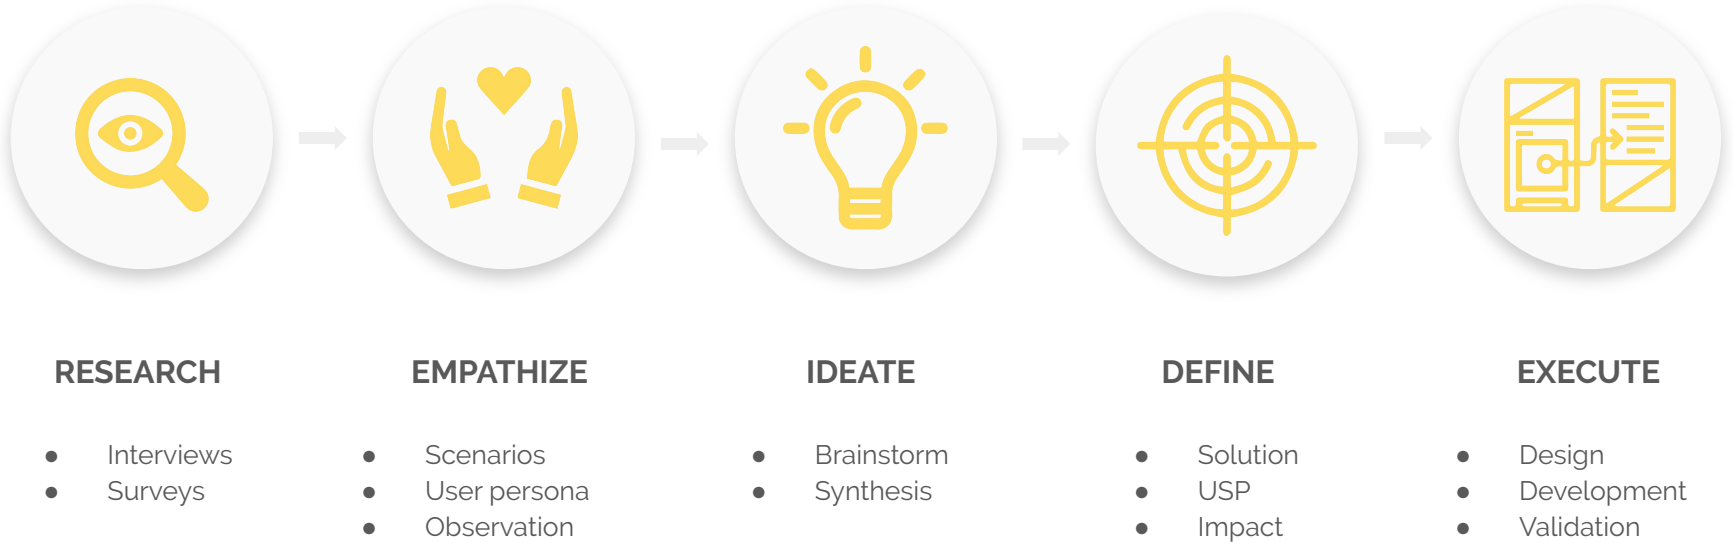 RESEARCH
● Interviews
● Surveys
EMPATHIZE
● Scenarios
● User persona
● Observation
IDEATE
● Brainstorm
● Synthesis
DEFINE
● Solution
● USP
● Impact
EXECUTE
● Design
● Development
● Validation